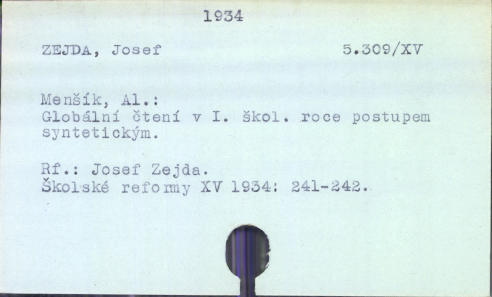 1934
ZEJDA, Josef 5.309/XV
Menšík, Al.:
Globální čtení v I. škol. roce postupem
syntetickým.
Rf.: Josef Zejda.
Školské reformy XV 1934: 241-242.